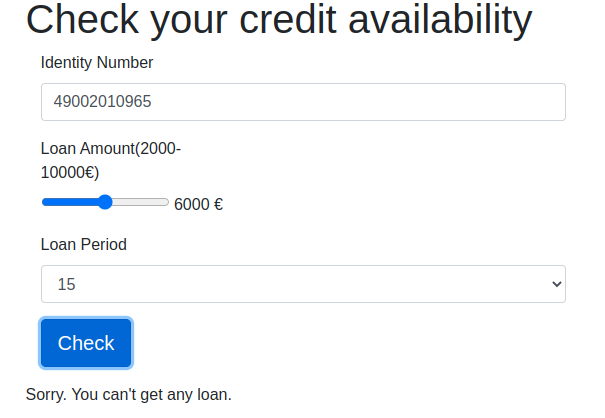 Check your credit availability
Identity Number
49002010965
Loan Amount(2000-
10000€)
6000 €
Loan Period
15
Check
Sorry. You can't get any loan.